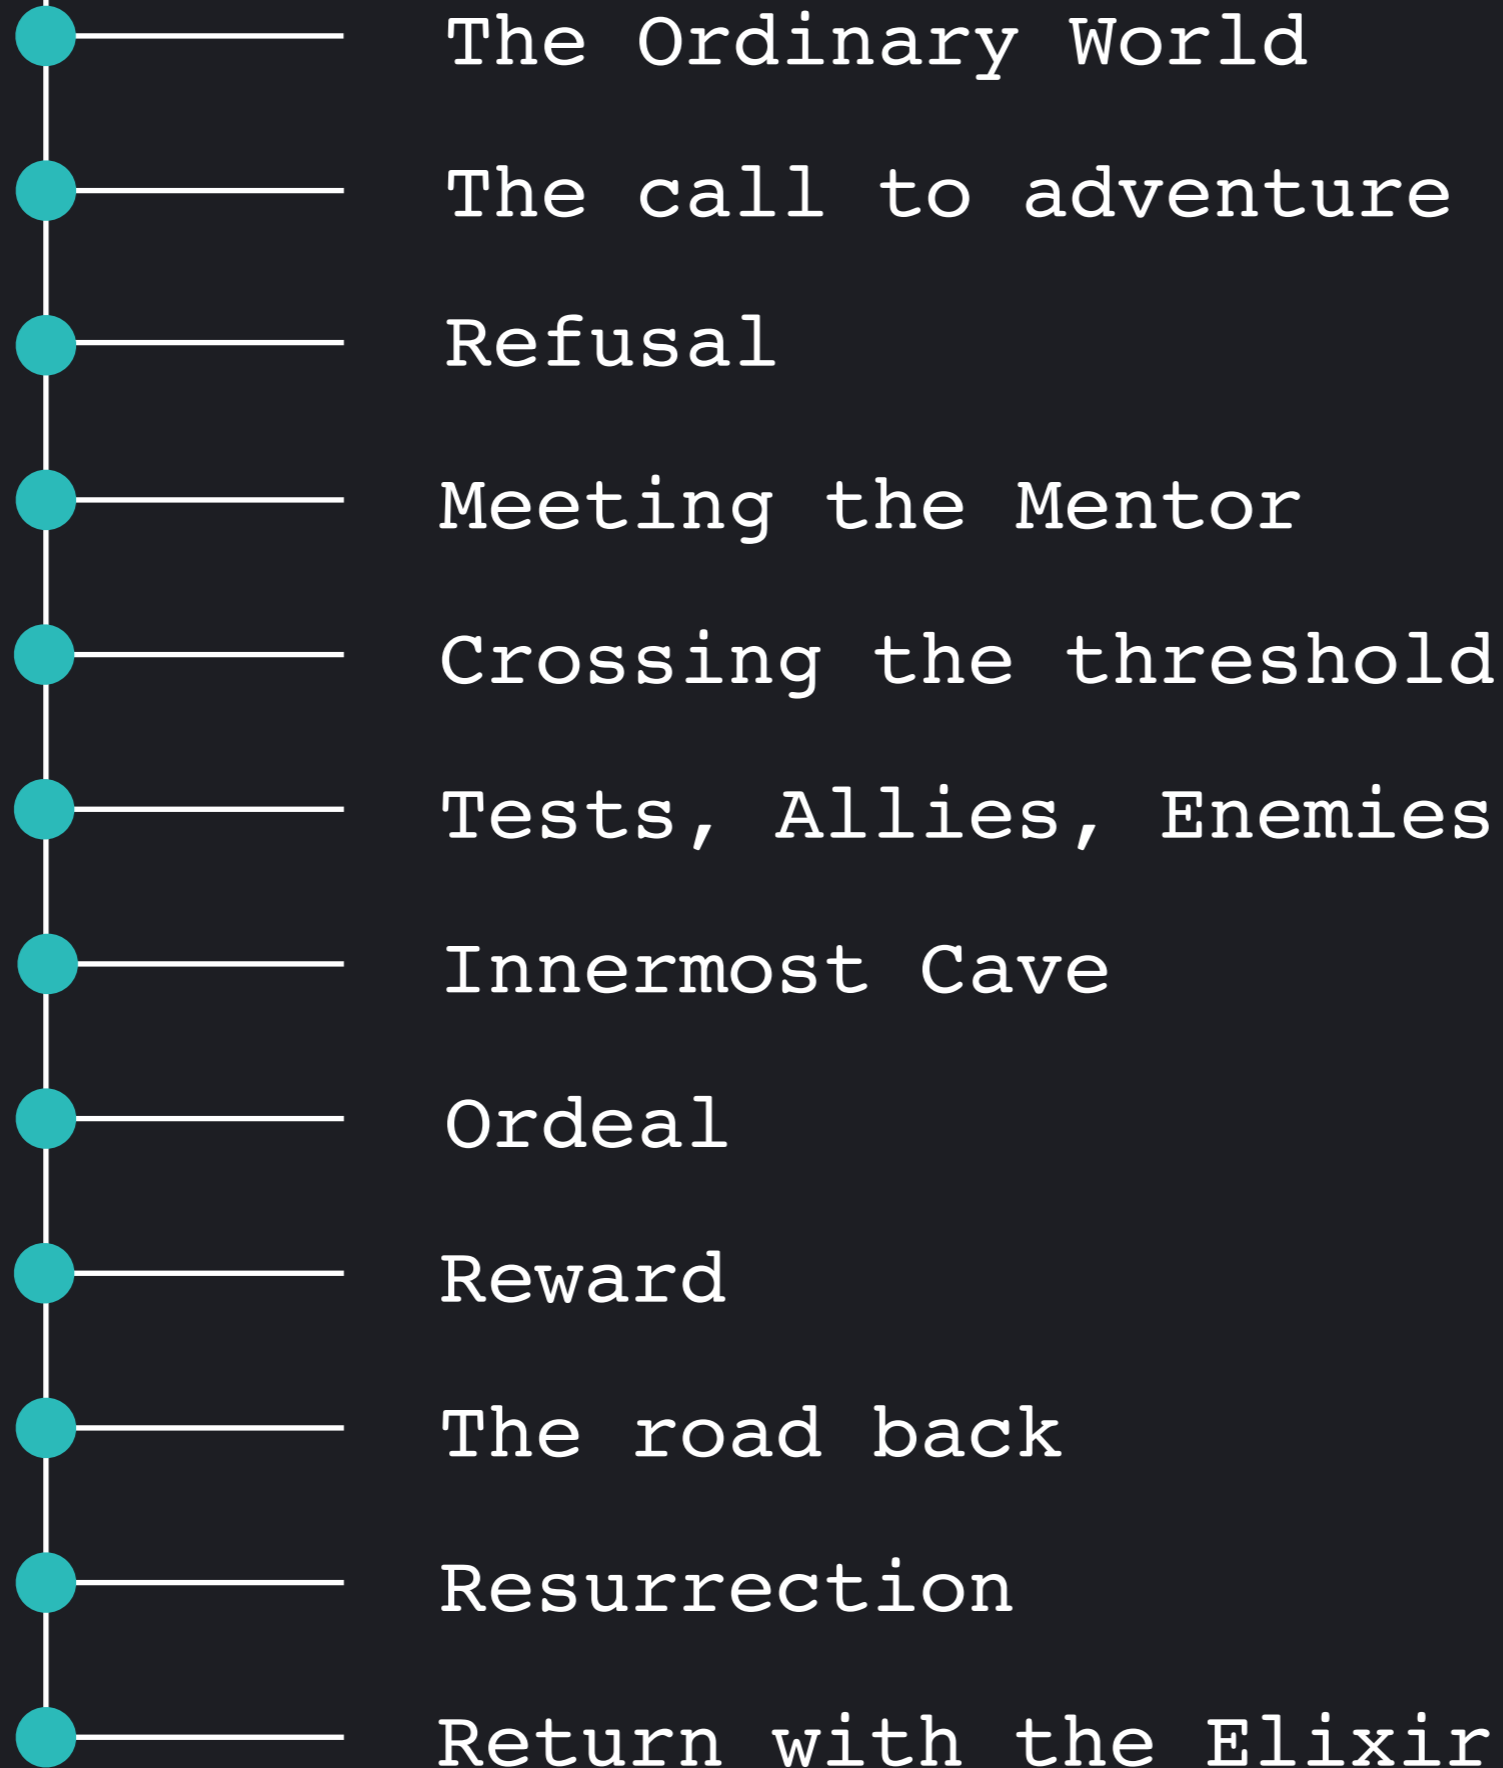 The Ordinary World
The call to adventure
Refusal
Meeting the Mentor
Crossing the threshold
Tests, Allies, Enemies
Innermost Cave
Ordeal
Reward
The road back
Resurrection
Return with the Elixir